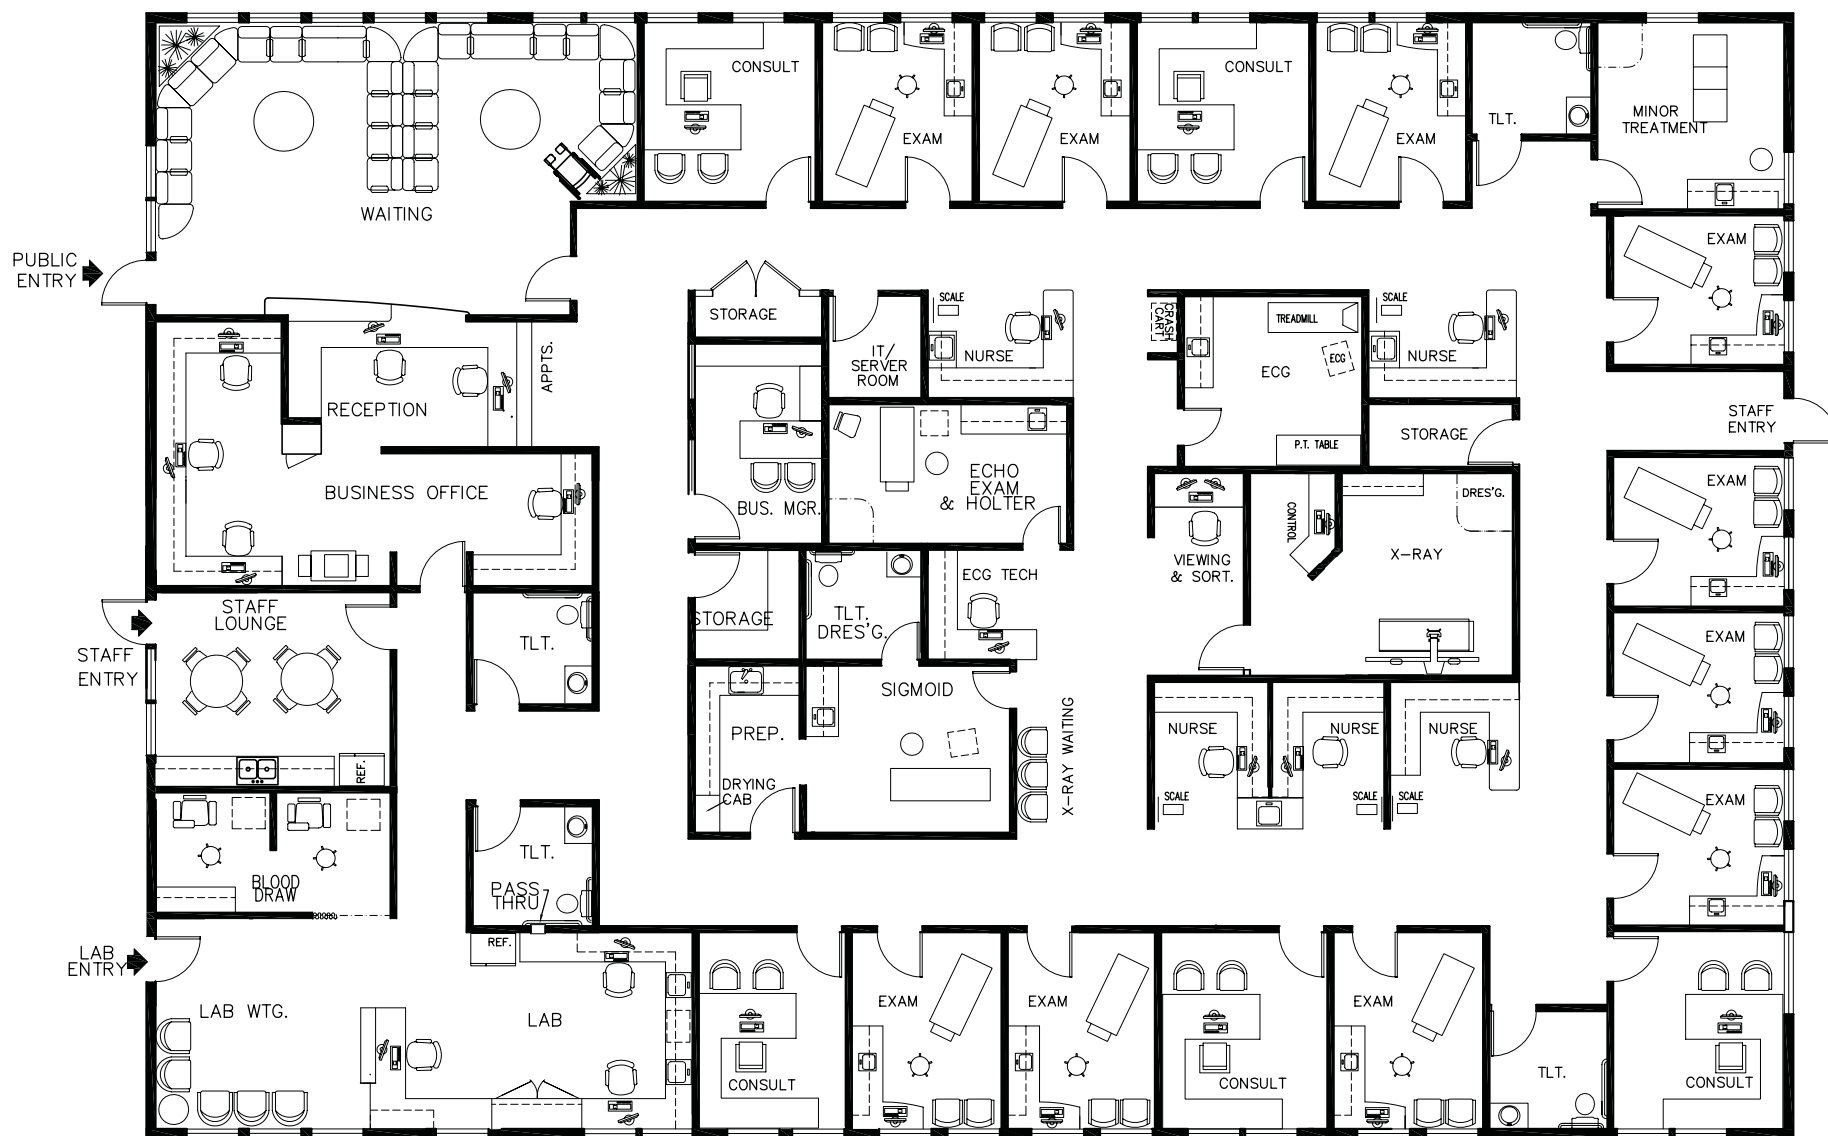 CONSULT
EXAM
EXAM
CONSULT
EXAM
TLT.
MINOR
TREATMENT
WAITING
PUBLIC
ENTRY
EXAM
STORAGE
IT/
SERVER
ROOM
SCALE
NURSE
CRASH
CART
TREADMILL
ECG
ECG
SCALE
NURSE
APPTS.
RECEPTION
P.T. TABLE
STORAGE
STAFF
ENTRY
BUSINESS OFFICE
BUS. MGR.
ECHO
EXAM
& HOLTER
CONTROL
DRES'G.
X-RAY
EXAM
VIEWING
& SORT.
STAFF
LOUNGE
STAFF
ENTRY
TLT.
STORAGE
TLT.
DRES'G.
ECG TECH
EXAM
SIGMOID
PREP.
DRYING
CAB
X-RAY WAITING
NURSE
NURSE
NURSE
SCALE
SCALE
SCALE
REF.
EXAM
BLOOD
DRAW
TLT.
PASS
THRU
LAB
ENTRY
REF.
LAB WTG.
LAB
CONSULT
EXAM
EXAM
CONSULT
EXAM
TLT.
CONSULT